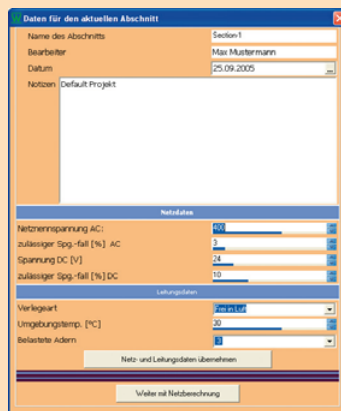 Daten für den aktuellen Abschnitt
Name des Abschnitts Section-1
Bearbeiter Max Mustermann
Datum 25.09.2005 ...
Notizen Default Projekt
Netzdaten
Netznennspannung AC: 400
zulässiger Spg.-fall [%] AC 3
Spannung DC [V] 24
zulässiger Spg.-fall [%] DC 10
Leitungsdaten
Verlegeart Frei in Luft
Umgebungstemp. [°C] 30
Belastete Adern 3
Netz- und Leitungsdaten übernehmen
Weiter mit Netzberechnung